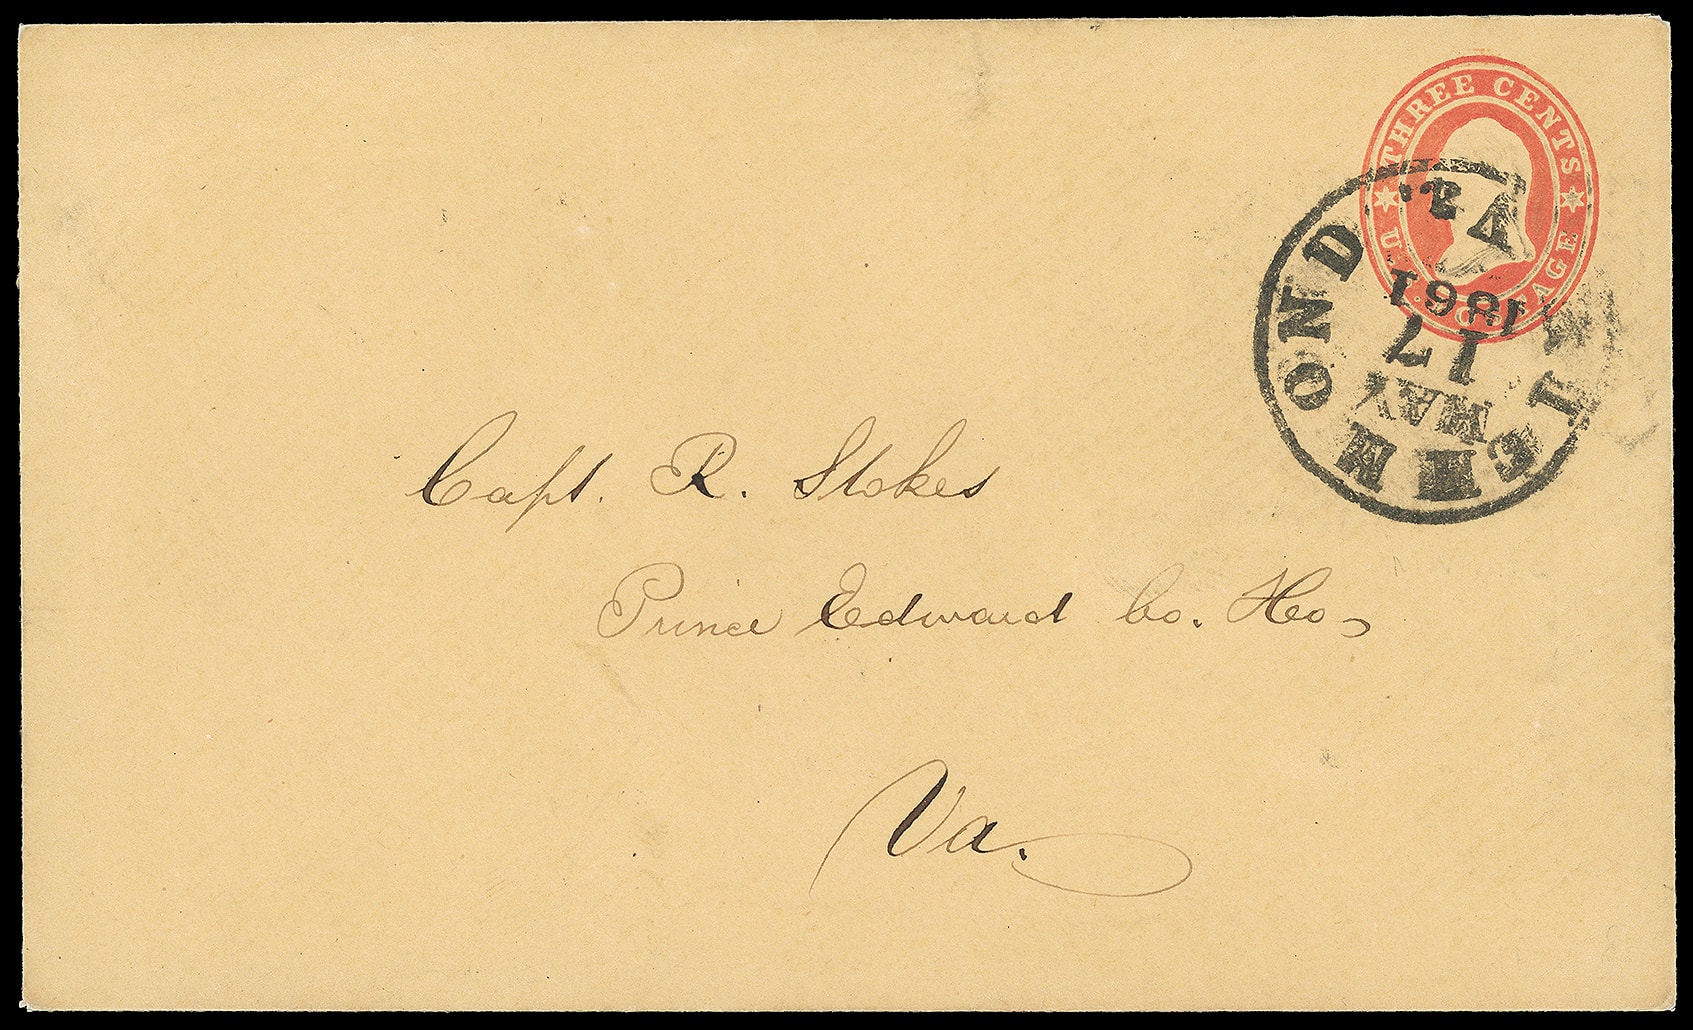 THREE CENTS
U.S. POSTAGE
RICHMOND Va.
MAY
17
1861
Capt. R. Stokes
Prince Edward Co. Ho.
Va.